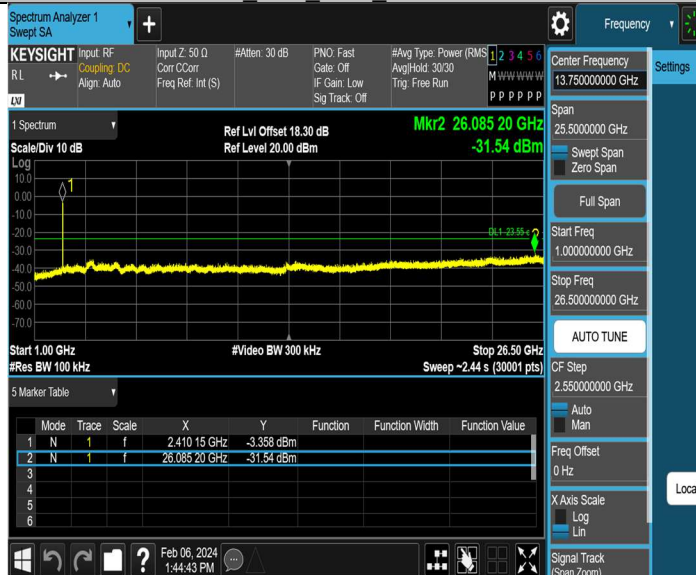 Spectrum Analyzer 1
Swept SA
Frequency
KEYSIGHT
RL
LXI
Input: RF
Coupling: DC
Align: Auto
Input Z: 50 Ω
Corr CCorr
Freq Ref: Int (S)
#Atten: 30 dB
PNO: Fast
Gate: Off
IF Gain: Low
Sig Track: Off
#Avg Type: Power (RMS
Avg|Hold: 30/30
Trig: Free Run
1 2 3 4 5 6
M W W W W W
P P P P P P
1 Spectrum
Scale/Div 10 dB
Ref Lvl Offset 18.30 dB
Ref Level 20.00 dBm
Mkr2 26.085 20 GHz
-31.54 dBm
Log
10.0
0.00
-10.0
-20.0
-30.0
-40.0
-50.0
-60.0
-70.0
1
2
Start 1.00 GHz
#Res BW 100 kHz
#Video BW 300 kHz
Stop 26.50 GHz
Sweep ~2.44 s (30001 pts)
5 Marker Table
Mode Trace Scale X Y Function Function Width Function Value
1 N 1 f 2.410 15 GHz -3.358 dBm
2 N 1 f 26.085 20 GHz -31.54 dBm
3
4
5
6
Feb 06, 2024
1:44:43 PM
Center Frequency
13.750000000 GHz
Settings
Span
25.5000000 GHz
Swept Span
Zero Span
Full Span
Start Freq
1.000000000 GHz
Stop Freq
26.500000000 GHz
AUTO TUNE
CF Step
2.550000000 GHz
Auto
Man
Freq Offset
0 Hz
X Axis Scale
Log
Lin
Loca
Signal Track
(Span Zoom)